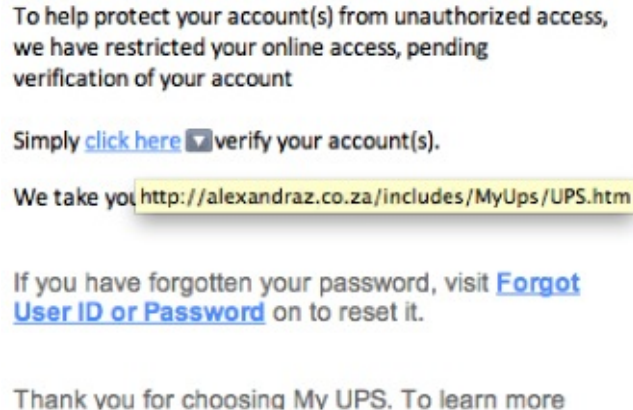 To help protect your account(s) from unauthorized access,
we have restricted your online access, pending
verification of your account
Simply click here verify your account(s).
We take you
http://alexandraz.co.za/includes/MyUps/UPS.htm
If you have forgotten your password, visit Forgot
User ID or Password on to reset it.
Thank you for choosing My UPS. To learn more